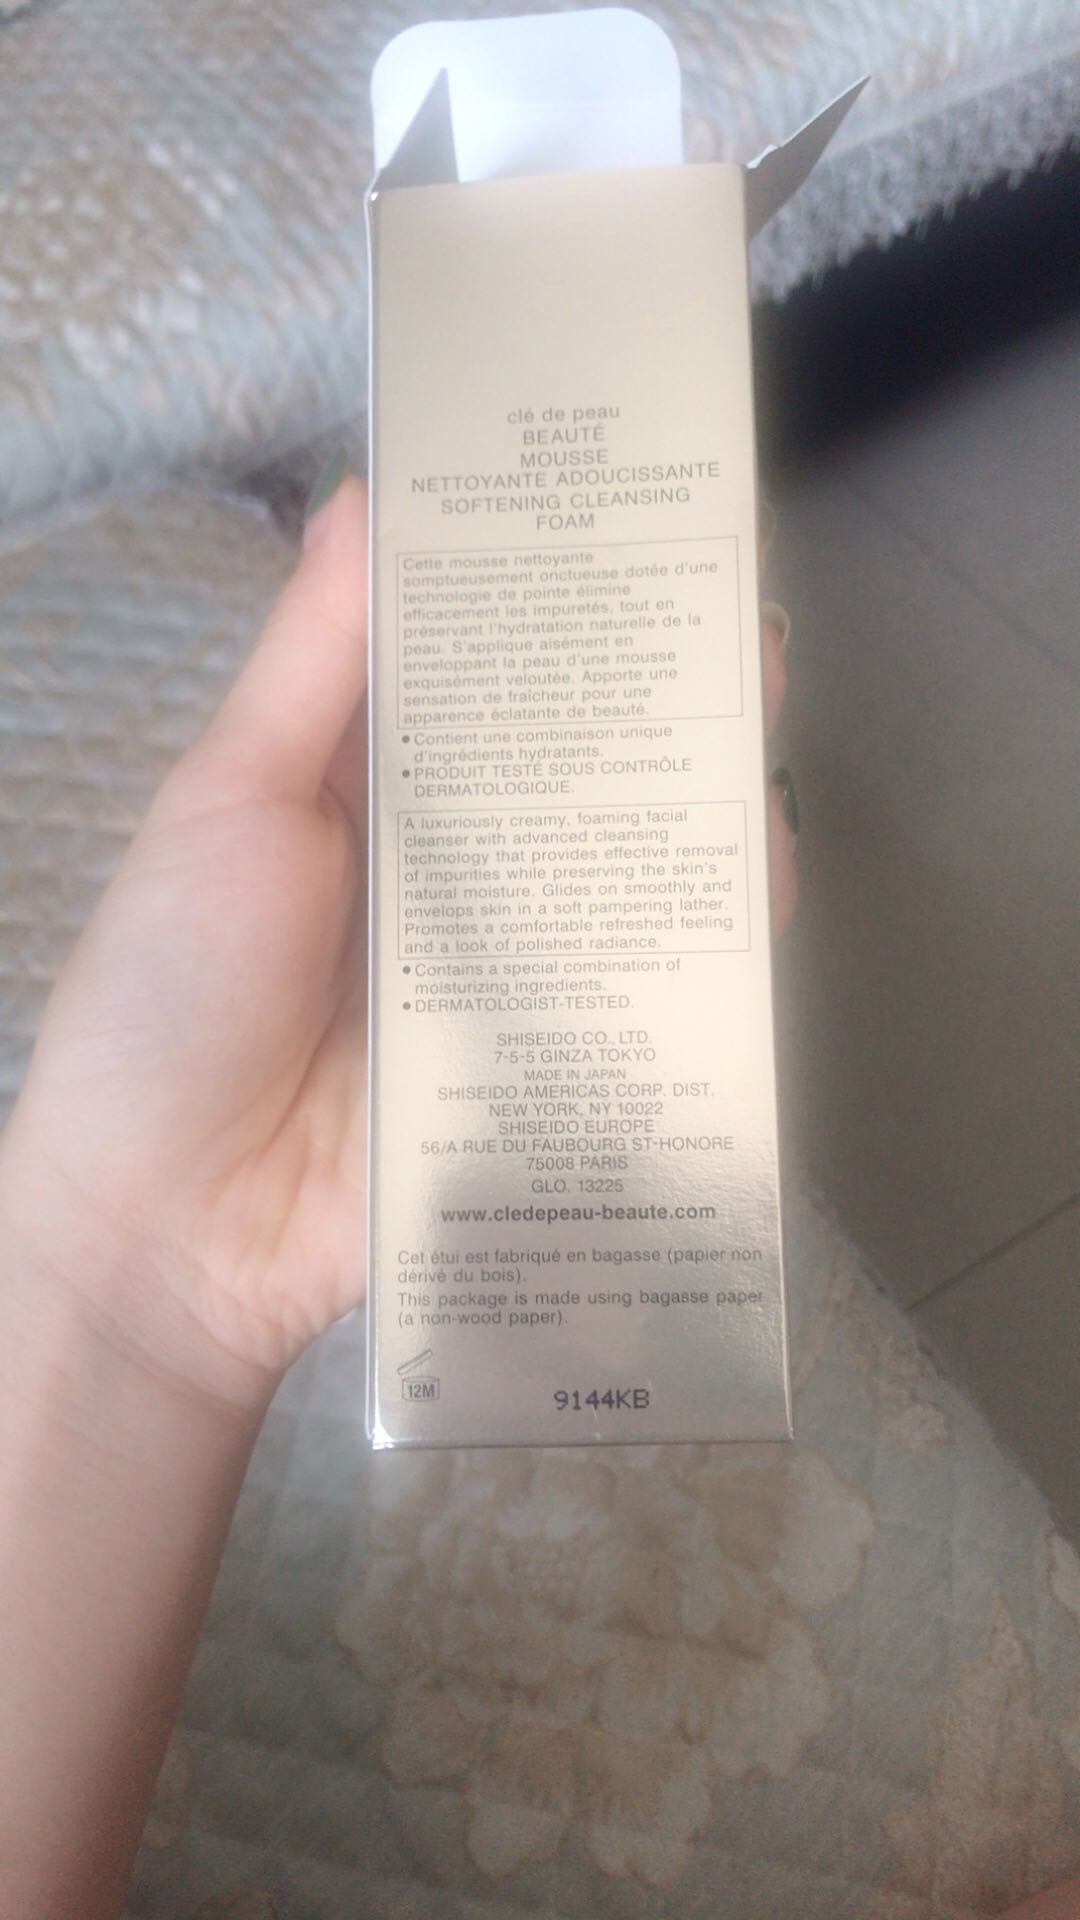 clé de peau
BEAUTÉ
MOUSSE
NETTOYANTE ADOUCISSANTE
SOFTENING CLEANSING
FOAM
Cette mousse nettoyante
somptueusement onctueuse dotée d'une
technologie de pointe élimine
efficacement les impuretés, tout en
préservant l'hydratation naturelle de la
peau. S'applique aisément en
enveloppant la peau d'une mousse
exquisément veloutée. Apporte une
sensation de fraîcheur pour une
apparence éclatante de beauté.
• Contient une combinaison unique
d'ingrédients hydratants.
• PRODUIT TESTÉ SOUS CONTRÔLE
DERMATOLOGIQUE.
A luxuriously creamy, foaming facial
cleanser with advanced cleansing
technology that provides effective removal
of impurities while preserving the skin's
natural moisture. Glides on smoothly and
envelops skin in a soft pampering lather.
Promotes a comfortable refreshed feeling
and a look of polished radiance.
• Contains a special combination of
moisturizing ingredients.
• DERMATOLOGIST-TESTED.
SHISEIDO CO., LTD.
7-5-5 GINZA TOKYO
MADE IN JAPAN
SHISEIDO AMERICAS CORP. DIST.
NEW YORK, NY 10022
SHISEIDO EUROPE
56/A RUE DU FAUBOURG ST-HONORE
75008 PARIS
GLO. 13225
www.cledepeau-beaute.com
Cet étui est fabriqué en bagasse (papier non
dérivé du bois).
This package is made using bagasse paper
(a non-wood paper).
12M
9144KB